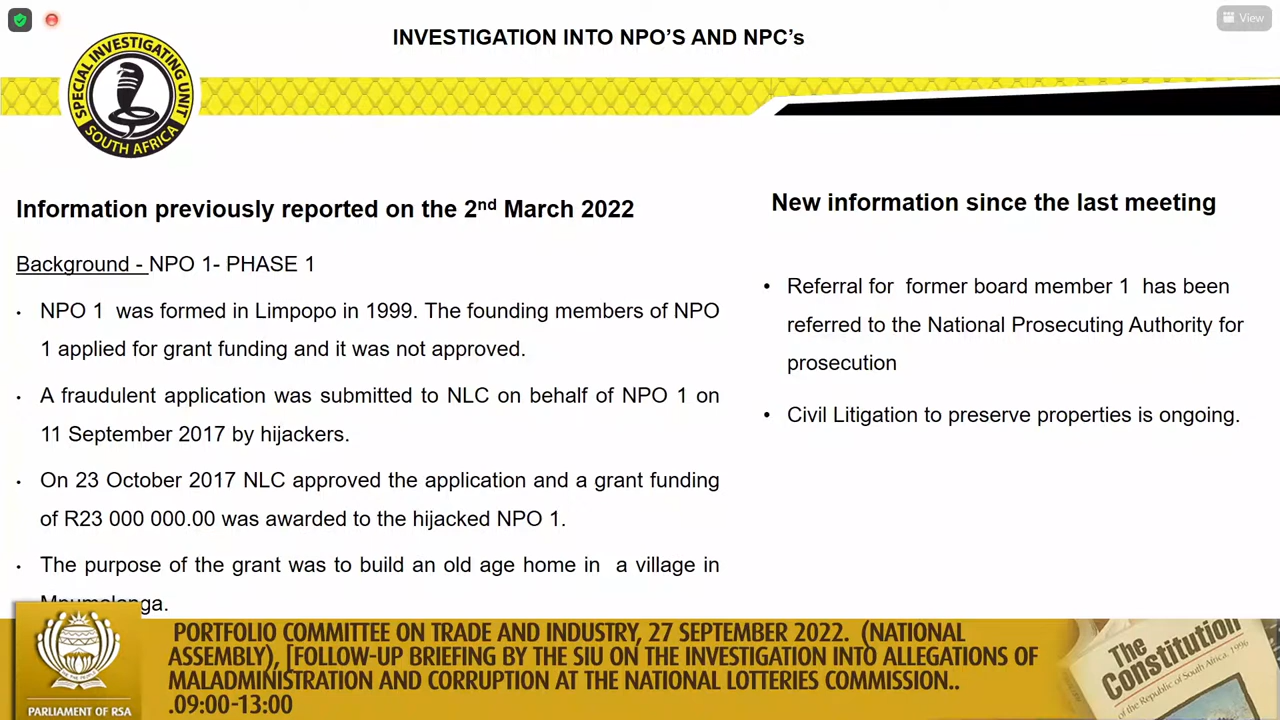 View
INVESTIGATION INTO NPO'S AND NPC's
SPECIAL INVESTIGATING UNIT
SOUTH AFRICA
Information previously reported on the 2nd March 2022
Background - NPO 1- PHASE 1
• NPO 1 was formed in Limpopo in 1999. The founding members of NPO
1 applied for grant funding and it was not approved.
• A fraudulent application was submitted to NLC on behalf of NPO 1 on
11 September 2017 by hijackers.
• On 23 October 2017 NLC approved the application and a grant funding
of R23 000 000.00 was awarded to the hijacked NPO 1.
• The purpose of the grant was to build an old age home in a village in
Mpumalanga.
New information since the last meeting
• Referral for former board member 1 has been
referred to the National Prosecuting Authority for
prosecution
• Civil Litigation to preserve properties is ongoing.
PORTFOLIO COMMITTEE ON TRADE AND INDUSTRY, 27 SEPTEMBER 2022. (NATIONAL
ASSEMBLY), [FOLLOW-UP BRIEFING BY THE SIU ON THE INVESTIGATION INTO ALLEGATIONS OF
MALADMINISTRATION AND CORRUPTION AT THE NATIONAL LOTTERIES COMMISSION..
.09:00-13:00
PARLIAMENT OF RSA
The
Constitution
of the Republic of South Africa, 1996